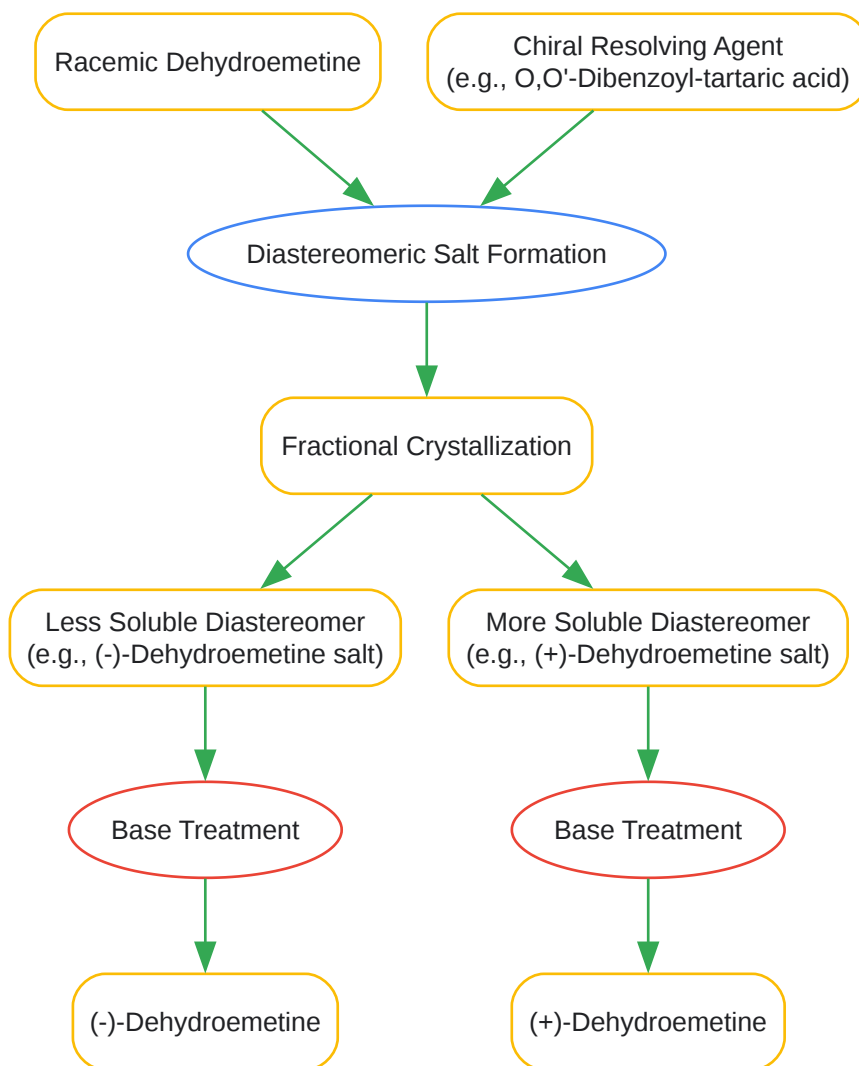 Racemic Dehydroemetine
Chiral Resolving Agent
(e.g., O,O'-Dibenzoyl-tartaric acid)
Diastereomeric Salt Formation
Fractional Crystallization
Less Soluble Diastereomer
(e.g., (-)-Dehydroemetine salt)
More Soluble Diastereomer
(e.g., (+)-Dehydroemetine salt)
Base Treatment
Base Treatment
(-)-Dehydroemetine
(+)-Dehydroemetine